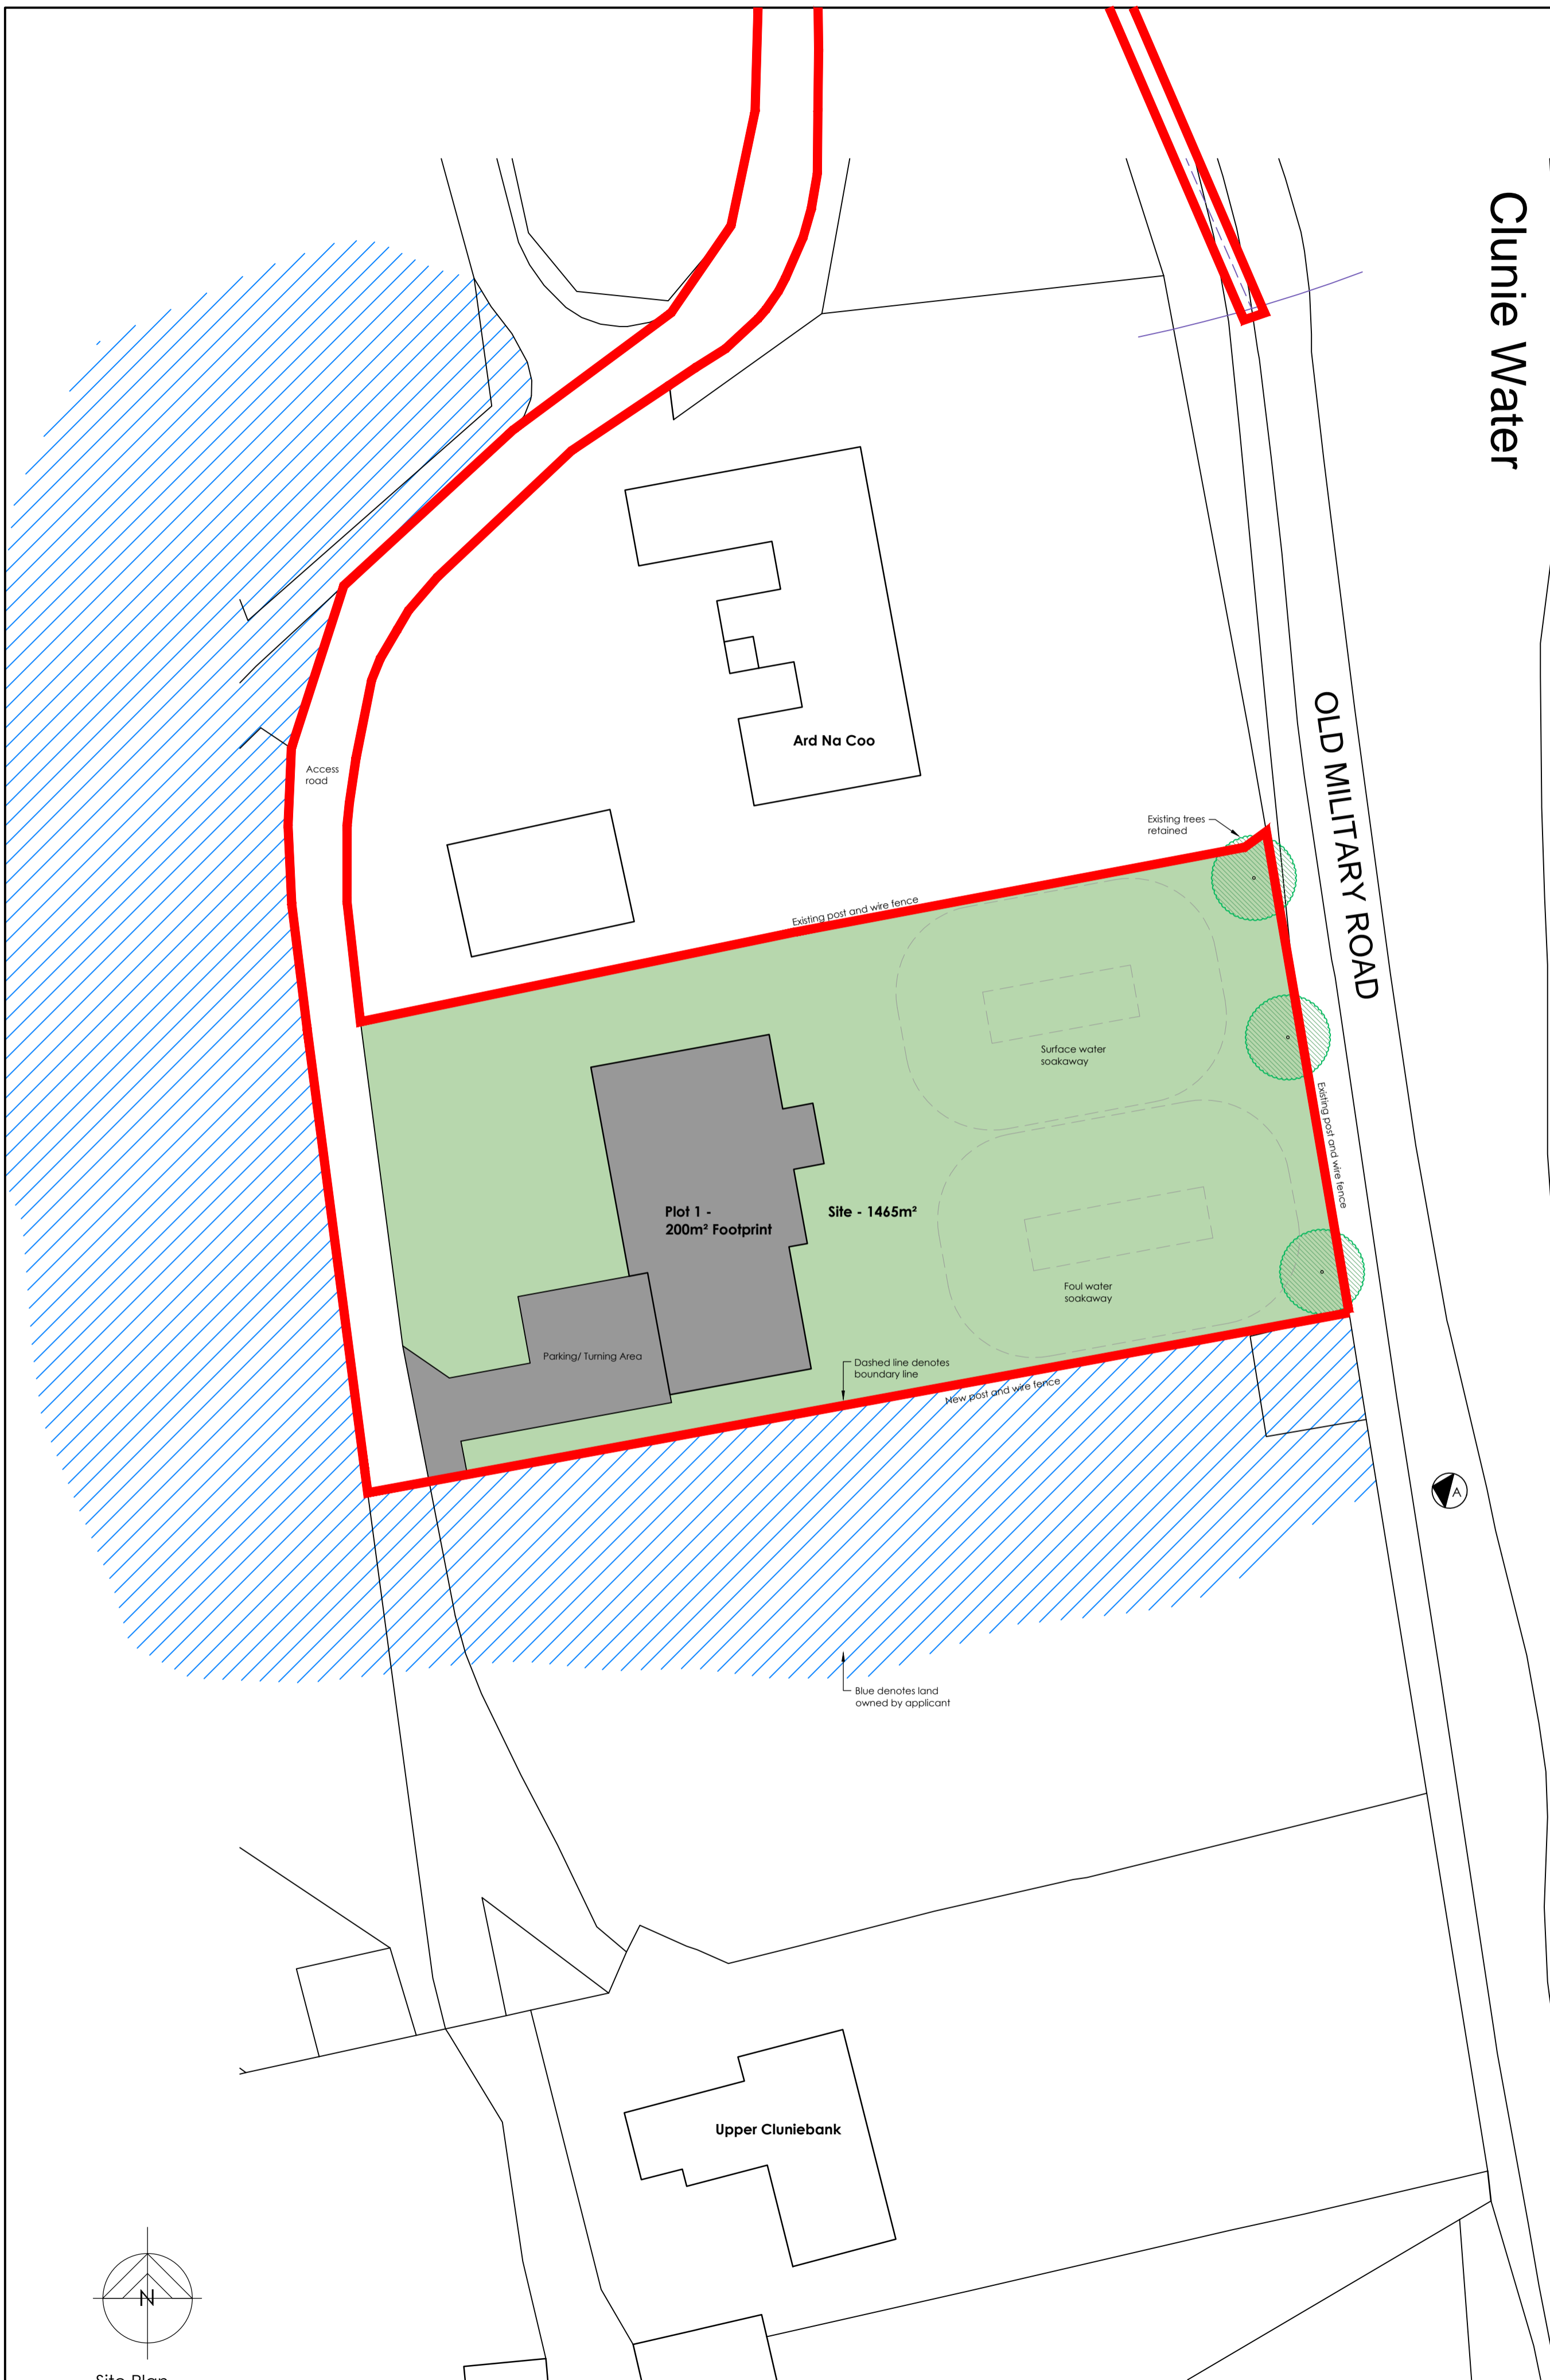 Clunie Water
OLD MILITARY ROAD
Ard Na Coo
Access
road
Existing trees
retained
Existing post and wire fence
Surface water
soakaway
Existing post and wire fence
Plot 1 -
200m² Footprint
Site - 1465m²
Foul water
soakaway
Parking/ Turning Area
Dashed line denotes
boundary line
New post and wire fence
A
Blue denotes land
owned by applicant
Upper Cluniebank
N
Site Plan